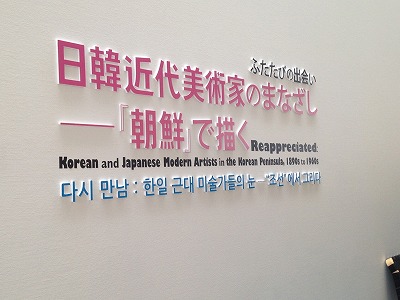 ふたたびの出会い
日韓近代美術家のまなざし
──『朝鮮』で描く
Reappreciated:
Korean and Japanese Modern Artists in the Korean Peninsula, 1890s to 1960s
다시 만남 : 한일 근대 미술가들의 눈—“조선”에서 그리다